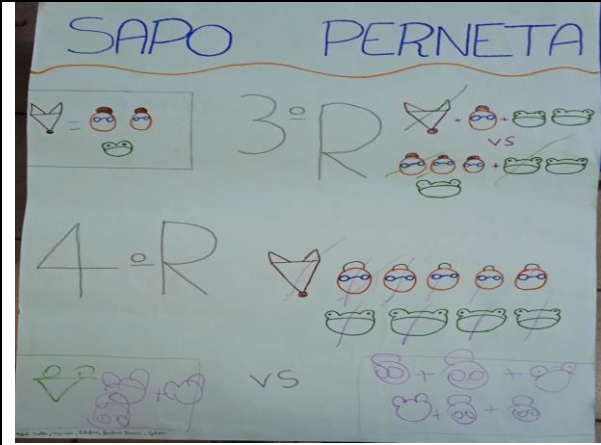 SAPO PERNETA
=
3º R
+ + 
vs
+
4º R
vs
+
+ +
+ +